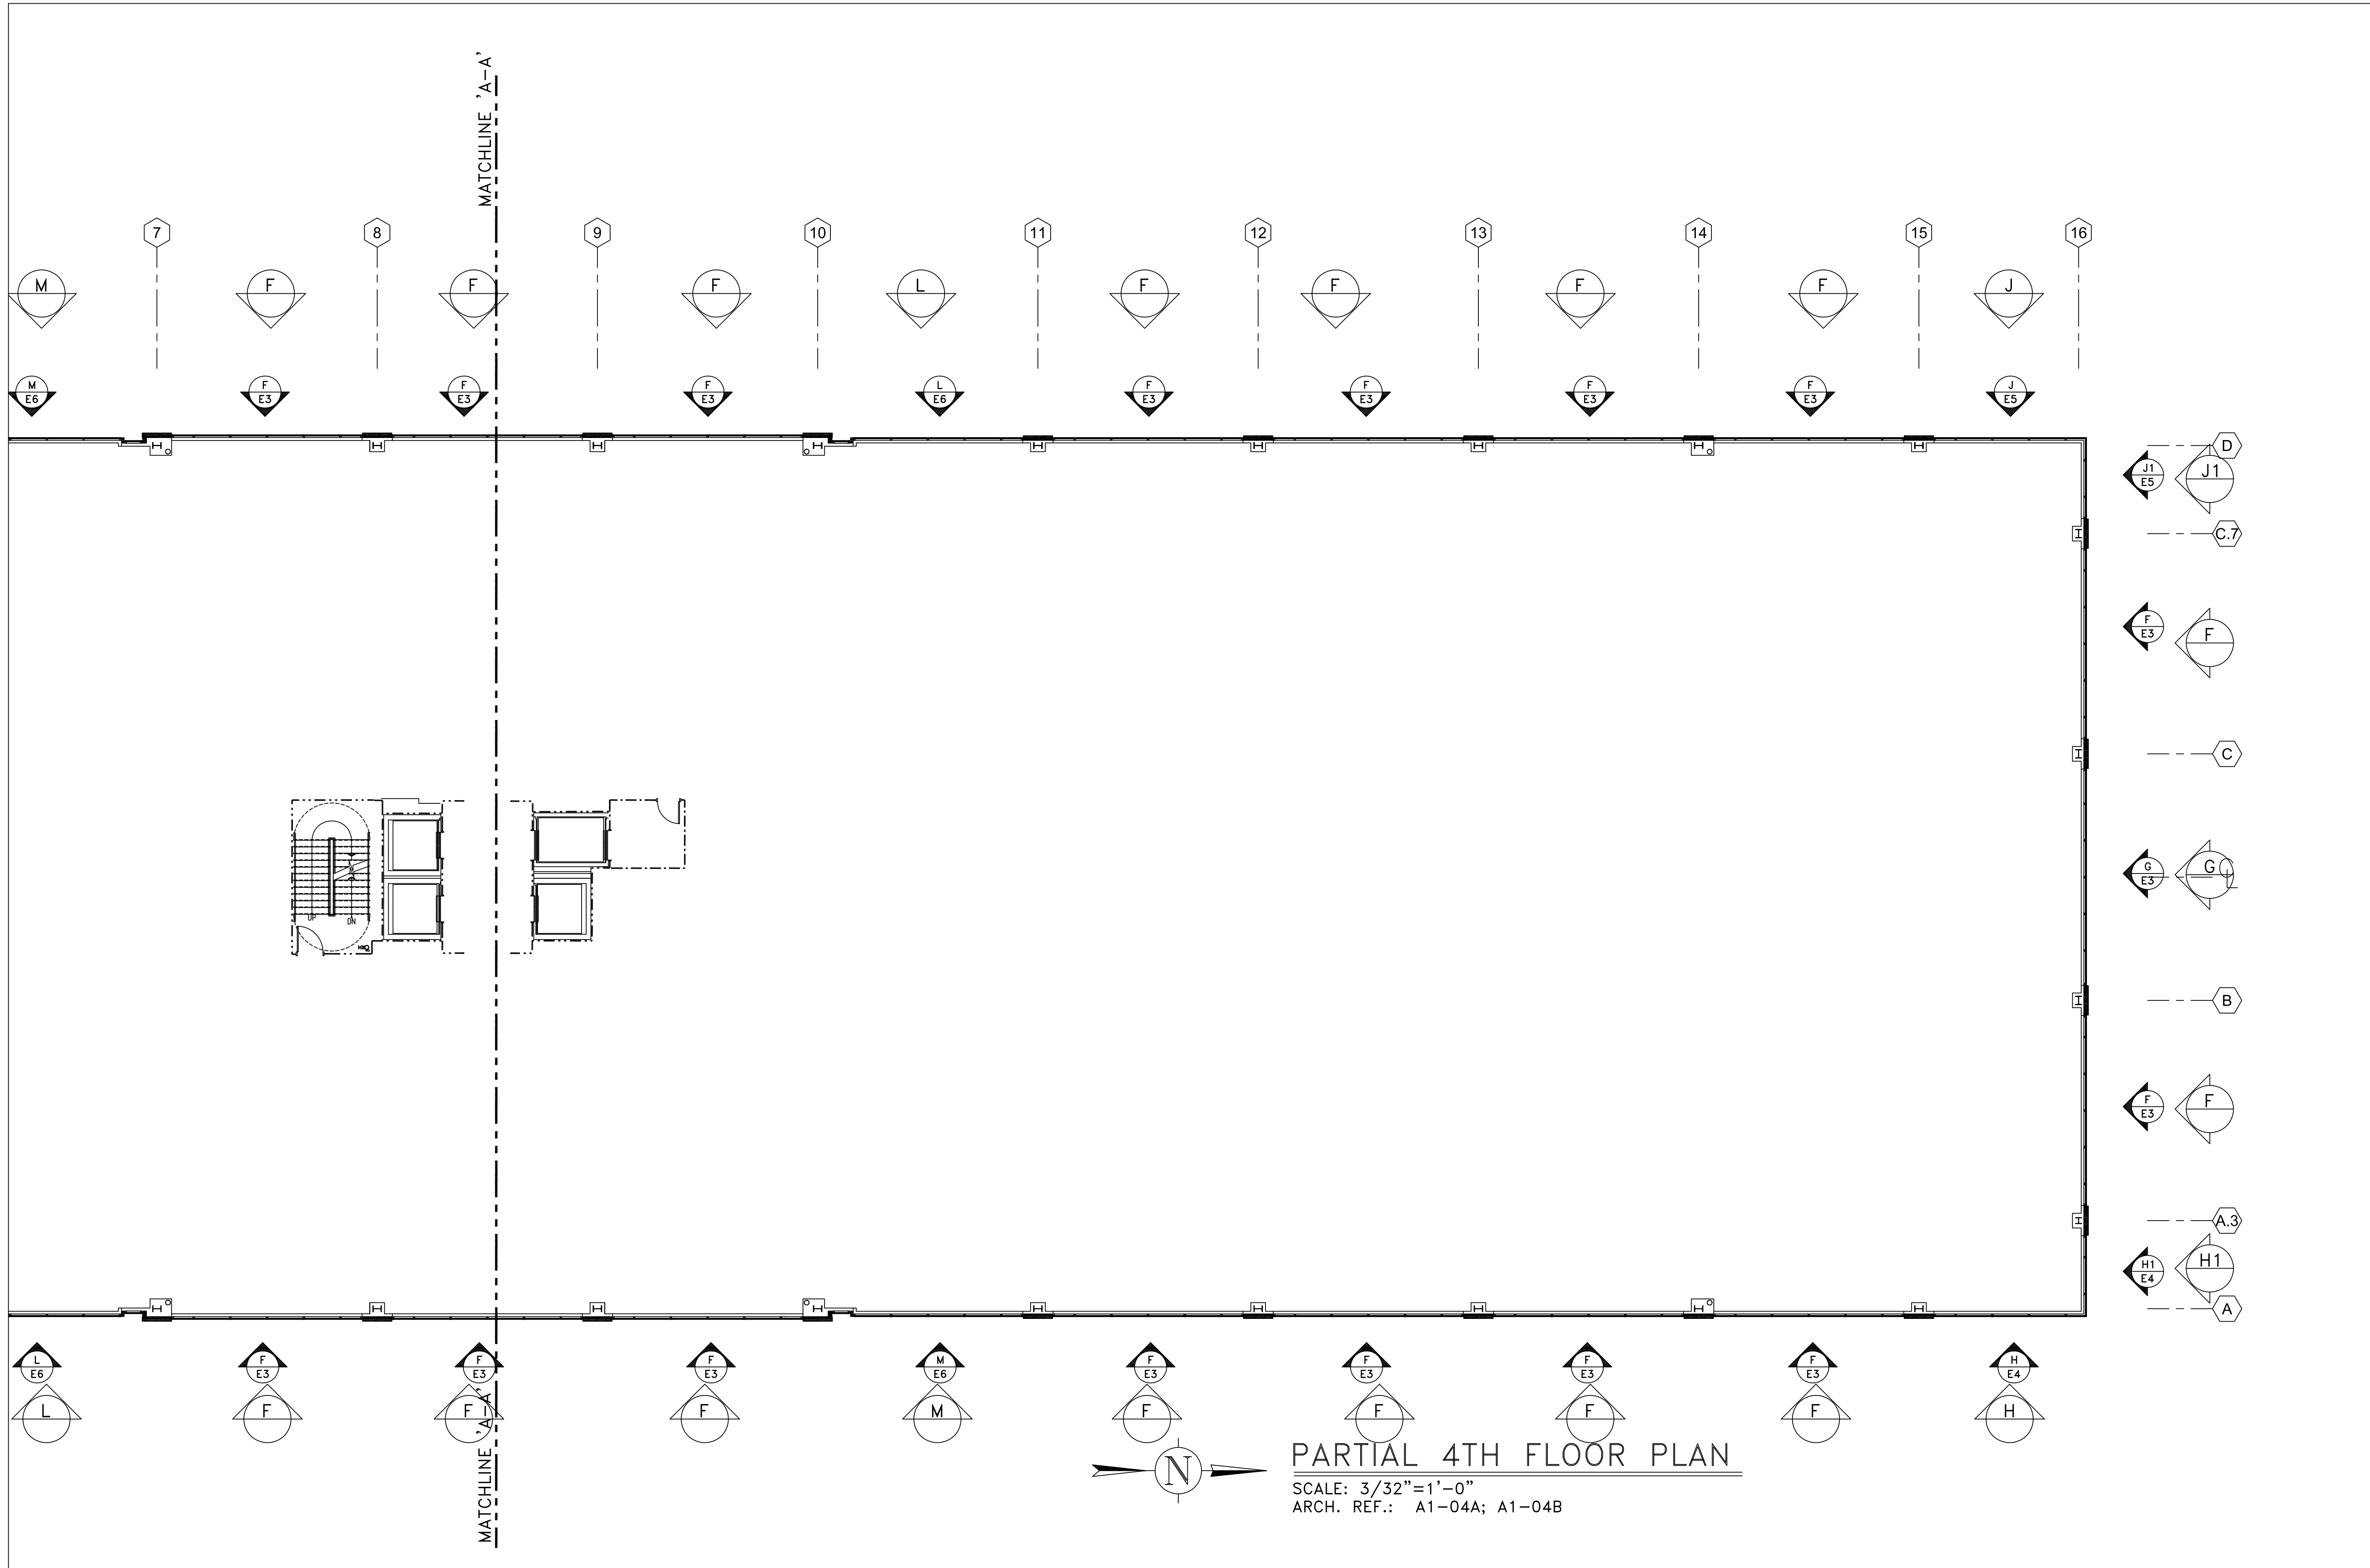 MATCHLINE 'A-A'
7 8 9 10 11 12 13 14 15 16
M F F F L F F F F J
M F F F L F F F F J
E6 E3 E3 E3 E6 E3 E3 E3 E3 E5
D
J1 J1
E5
C.7
F F
E3
C
G G
E3
UP DN
B
F F
E3
A.3
H1 H1
E4
A
L F F F M F F F F H
E6 E3 E3 E3 E6 E3 E3 E3 E3 E4
L F F F M F F F F H
MATCHLINE 'A-A'
N
PARTIAL 4TH FLOOR PLAN
SCALE: 3/32"=1'-0"
ARCH. REF.: A1-04A; A1-04B